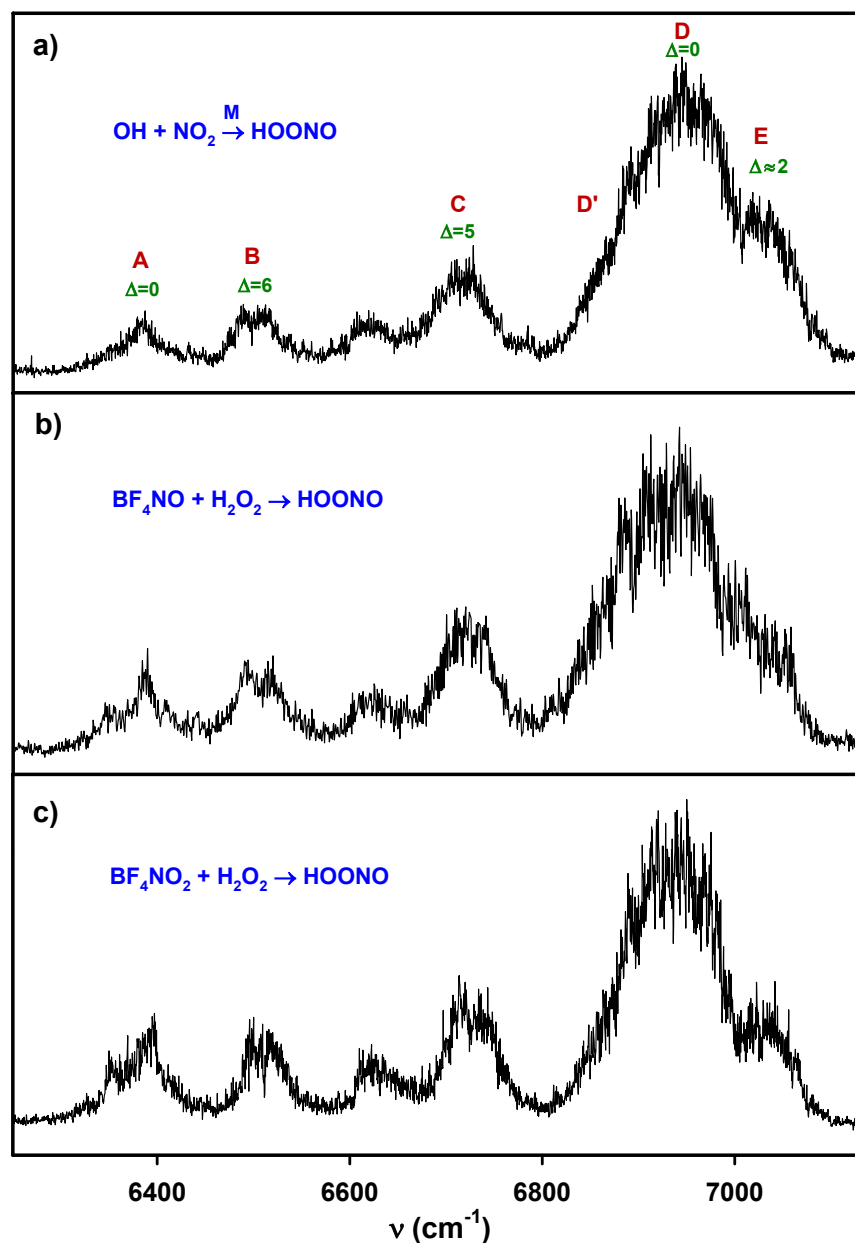 a)
D
Δ=0
M
OH + NO₂ → HOONO
E
Δ≈2
C
D'
Δ=5
A
B
Δ=0
Δ=6
b)
BF₄NO + H₂O₂ → HOONO
c)
BF₄NO₂ + H₂O₂ → HOONO
6400 6600 6800 7000
ν (cm⁻¹)